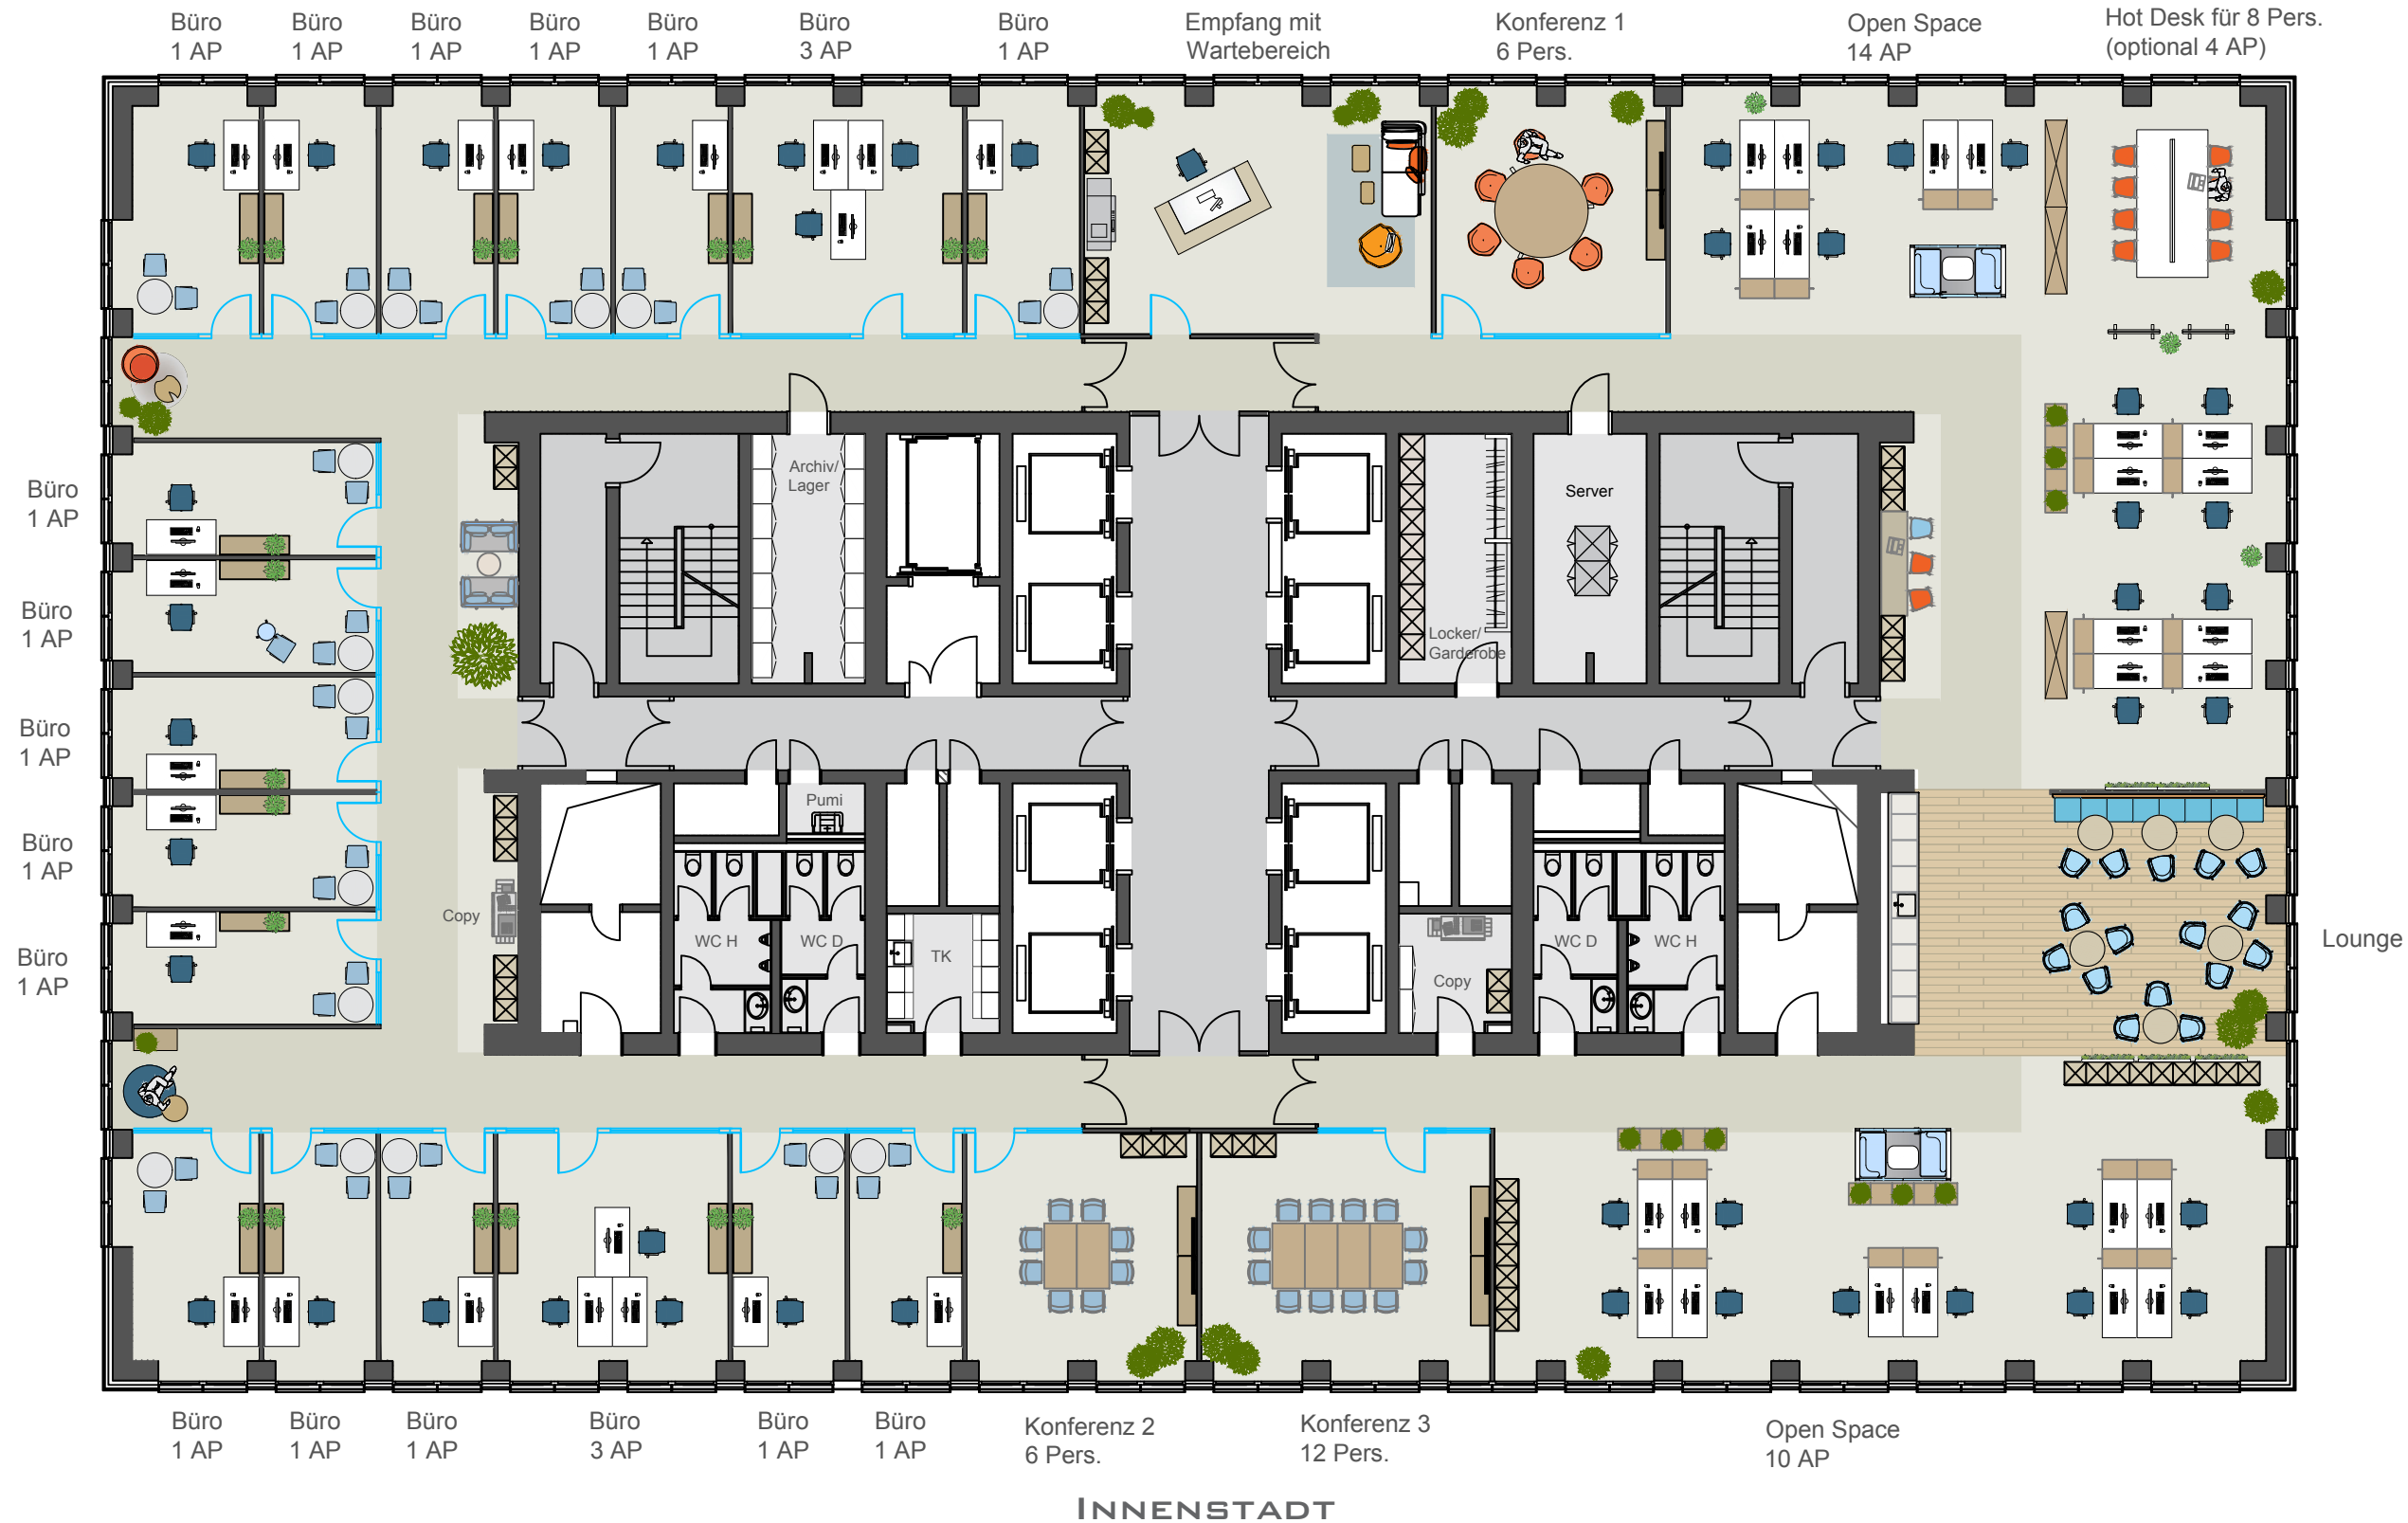 Büro
1 AP
Büro
1 AP
Büro
1 AP
Büro
1 AP
Büro
1 AP
Büro
3 AP
Büro
1 AP
Empfang mit
Wartebereich
Konferenz 1
6 Pers.
Open Space
14 AP
Hot Desk für 8 Pers.
(optional 4 AP)
Archiv/
Lager
Server
Locker/
Garderobe
Büro
1 AP
Büro
1 AP
Büro
1 AP
Büro
1 AP
Büro
1 AP
Pumi
Copy
WC H
WC D
TK
Copy
WC D
WC H
Lounge
Büro
1 AP
Büro
1 AP
Büro
1 AP
Büro
3 AP
Büro
1 AP
Büro
1 AP
Konferenz 2
6 Pers.
Konferenz 3
12 Pers.
Open Space
10 AP
INNENSTADT